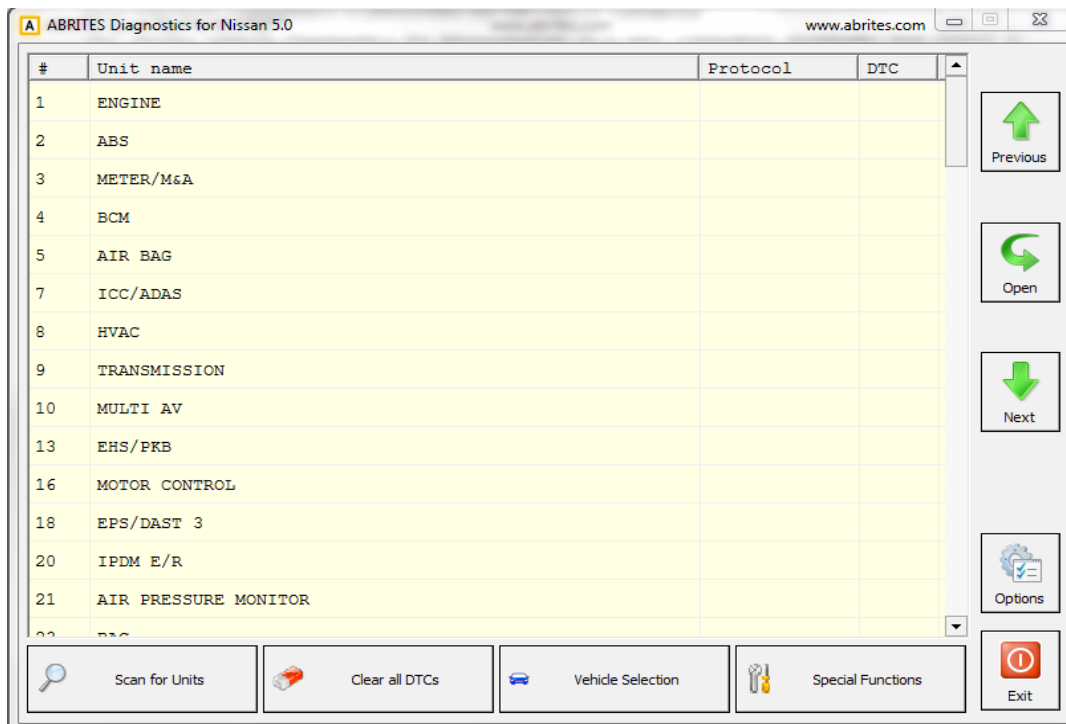 A ABRITES Diagnostics for Nissan 5.0 www.abrites.com
# Unit name Protocol DTC
1 ENGINE
2 ABS
3 METER/M&A
4 BCM
5 AIR BAG
7 ICC/ADAS
8 HVAC
9 TRANSMISSION
10 MULTI AV
13 EHS/PKB
16 MOTOR CONTROL
18 EPS/DAST 3
20 IPDM E/R
21 AIR PRESSURE MONITOR
Previous
Open
Next
Options
Exit
Scan for Units Clear all DTCs Vehicle Selection Special Functions